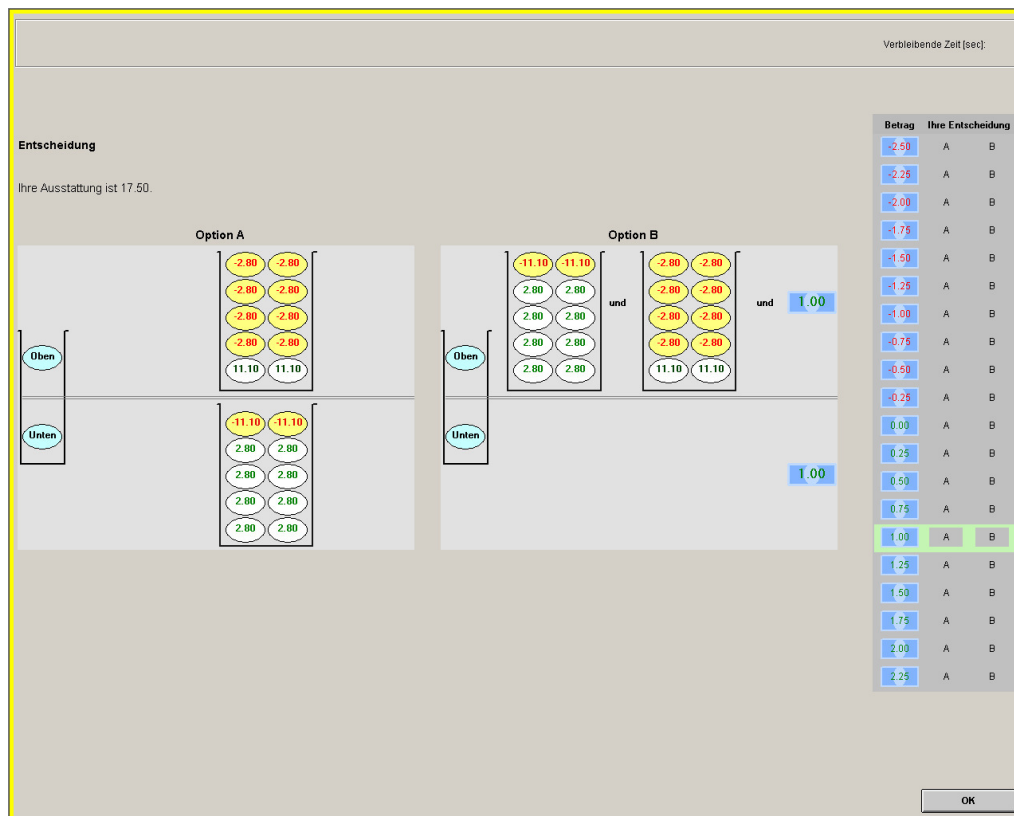 Verbleibende Zeit [sec]:
Betrag Ihre Entscheidung
Entscheidung
Ihre Ausstattung ist 17.50.
Option A
Option B
-2.80 -2.80
-2.80 -2.80
-2.80 -2.80
-2.80 -2.80
11.10 11.10
Oben
Unten
-11.10 -11.10
2.80 2.80
2.80 2.80
2.80 2.80
2.80 2.80
-11.10 -11.10
2.80 2.80
2.80 2.80
2.80 2.80
2.80 2.80
und
-2.80 -2.80
-2.80 -2.80
-2.80 -2.80
-2.80 -2.80
11.10 11.10
und
1.00
Oben
Unten
1.00
-2.50 A B
-2.25 A B
-2.00 A B
-1.75 A B
-1.50 A B
-1.25 A B
-1.00 A B
-0.75 A B
-0.50 A B
-0.25 A B
0.00 A B
0.25 A B
0.50 A B
0.75 A B
1.00 A B
1.25 A B
1.50 A B
1.75 A B
2.00 A B
2.25 A B
OK